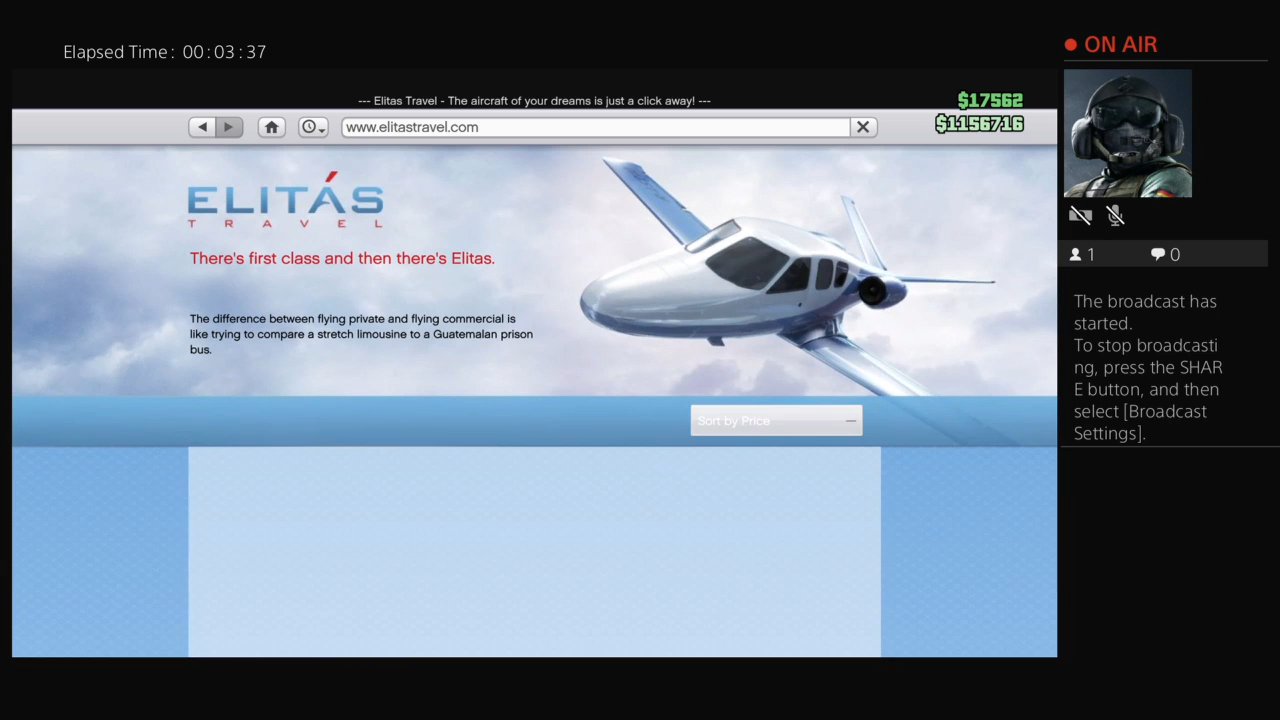 Elapsed Time: 00:03:37
ON AIR
--- Elitas Travel - The aircraft of your dreams is just a click away! ---
$17562
$1156716
www.elitastravel.com
ELITÁS
TRAVEL
There's first class and then there's Elitas.
The difference between flying private and flying commercial is
like trying to compare a stretch limousine to a Guatemalan prison
bus.
Sort by Price
1
0
The broadcast has
started.
To stop broadcasti
ng, press the SHAR
E button, and then
select [Broadcast
Settings].